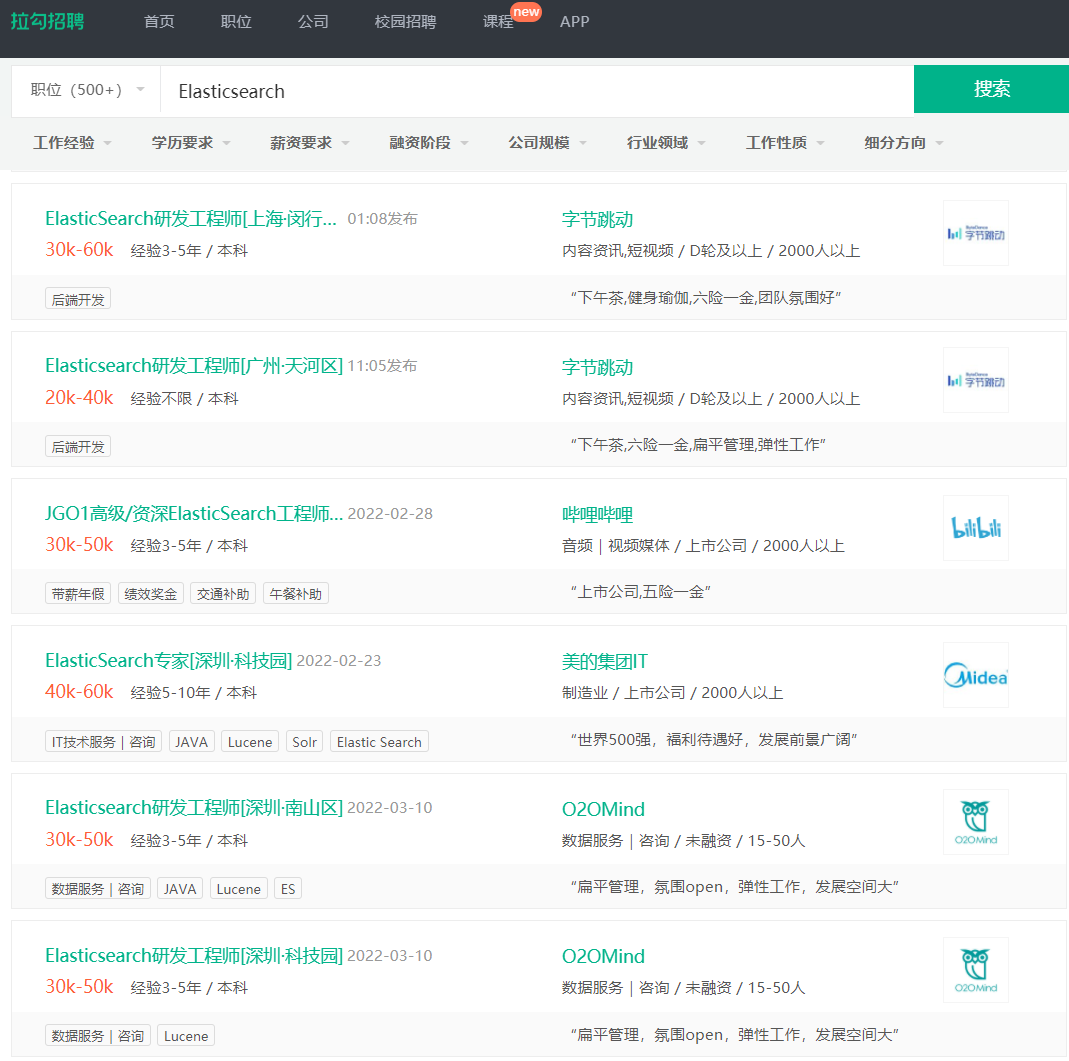 拉勾招聘 首页 职位 公司 校园招聘 课程 new APP
职位（500+） Elasticsearch 搜索
工作经验 学历要求 薪资要求 融资阶段 公司规模 行业领域 工作性质 细分方向
ElasticSearch研发工程师[上海·闵行... 01:08发布 字节跳动
30k-60k 经验3-5年 / 本科 内容资讯,短视频 / D轮及以上 / 2000人以上
字节跳动
后端开发 “下午茶,健身瑜伽,六险一金,团队氛围好”
Elasticsearch研发工程师[广州·天河区] 11:05发布 字节跳动
20k-40k 经验不限 / 本科 内容资讯,短视频 / D轮及以上 / 2000人以上
字节跳动
后端开发 “下午茶,六险一金,扁平管理,弹性工作”
JGO1高级/资深ElasticSearch工程师... 2022-02-28 哔哩哔哩
30k-50k 经验3-5年 / 本科 音频｜视频媒体 / 上市公司 / 2000人以上
bilibili
带薪年假 绩效奖金 交通补助 午餐补助 “上市公司,五险一金”
ElasticSearch专家[深圳·科技园] 2022-02-23 美的集团IT
40k-60k 经验5-10年 / 本科 制造业 / 上市公司 / 2000人以上
Midea
IT技术服务｜咨询 JAVA Lucene Solr Elastic Search “世界500强，福利待遇好，发展前景广阔”
Elasticsearch研发工程师[深圳·南山区] 2022-03-10 O2OMind
30k-50k 经验3-5年 / 本科 数据服务｜咨询 / 未融资 / 15-50人
O2OMind
数据服务｜咨询 JAVA Lucene ES “扁平管理，氛围open，弹性工作，发展空间大”
Elasticsearch研发工程师[深圳·科技园] 2022-03-10 O2OMind
30k-50k 经验3-5年 / 本科 数据服务｜咨询 / 未融资 / 15-50人
O2OMind
数据服务｜咨询 Lucene “扁平管理，氛围open，弹性工作，发展空间大”